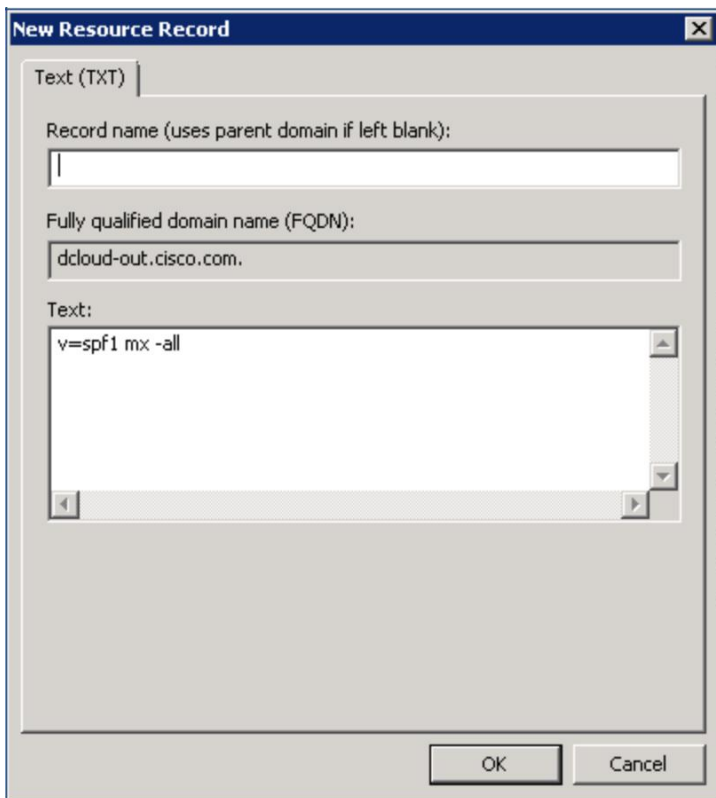 New Resource Record
Text (TXT)
Record name (uses parent domain if left blank):
Fully qualified domain name (FQDN):
dcloud-out.cisco.com.
Text:
v=spf1 mx -all
OK
Cancel